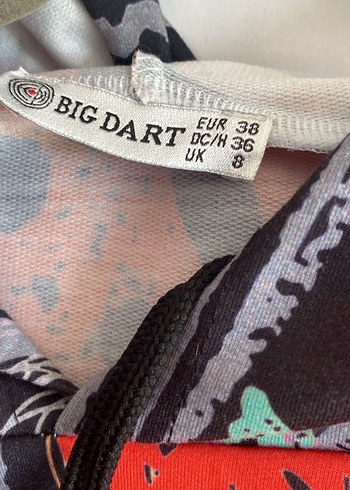 BIG DART
EUR 38
DC/H 36
UK 8